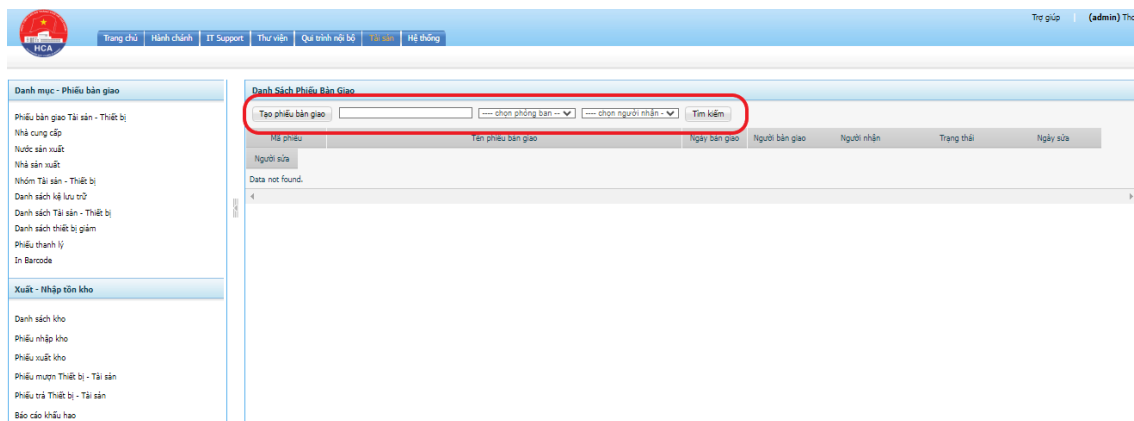 Trợ giúp (admin) Tho
HCA
Trang chủ Hành chánh IT Support Thư viện Qui trình nội bộ Tài sản Hệ thống
Danh mục - Phiếu bàn giao
Phiếu bàn giao Tài sản - Thiết bị
Nhà cung cấp
Nước sản xuất
Nhà sản xuất
Nhóm Tài sản - Thiết bị
Danh sách kệ lưu trữ
Danh sách Tài sản - Thiết bị
Danh sách thiết bị giảm
Phiếu thanh lý
In Barcode
Xuất - Nhập tồn kho
Danh sách kho
Phiếu nhập kho
Phiếu xuất kho
Phiếu mượn Thiết bị - Tài sản
Phiếu trả Thiết bị - Tài sản
Báo cáo khấu hao
Danh Sách Phiếu Bàn Giao
Tạo phiếu bàn giao ---- chọn phòng ban -- ---- chọn người nhận - Tìm kiếm
Mã phiếu Tên phiếu bàn giao Ngày bàn giao Người bàn giao Người nhận Trạng thái Ngày sửa
Người sửa
Data not found.